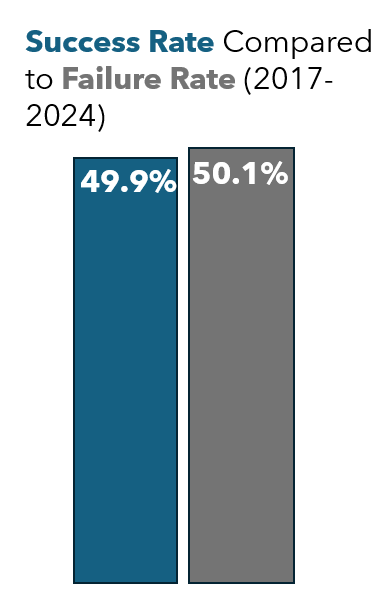 Success Rate Compared
to Failure Rate (2017-
2024)
49.9% 50.1%